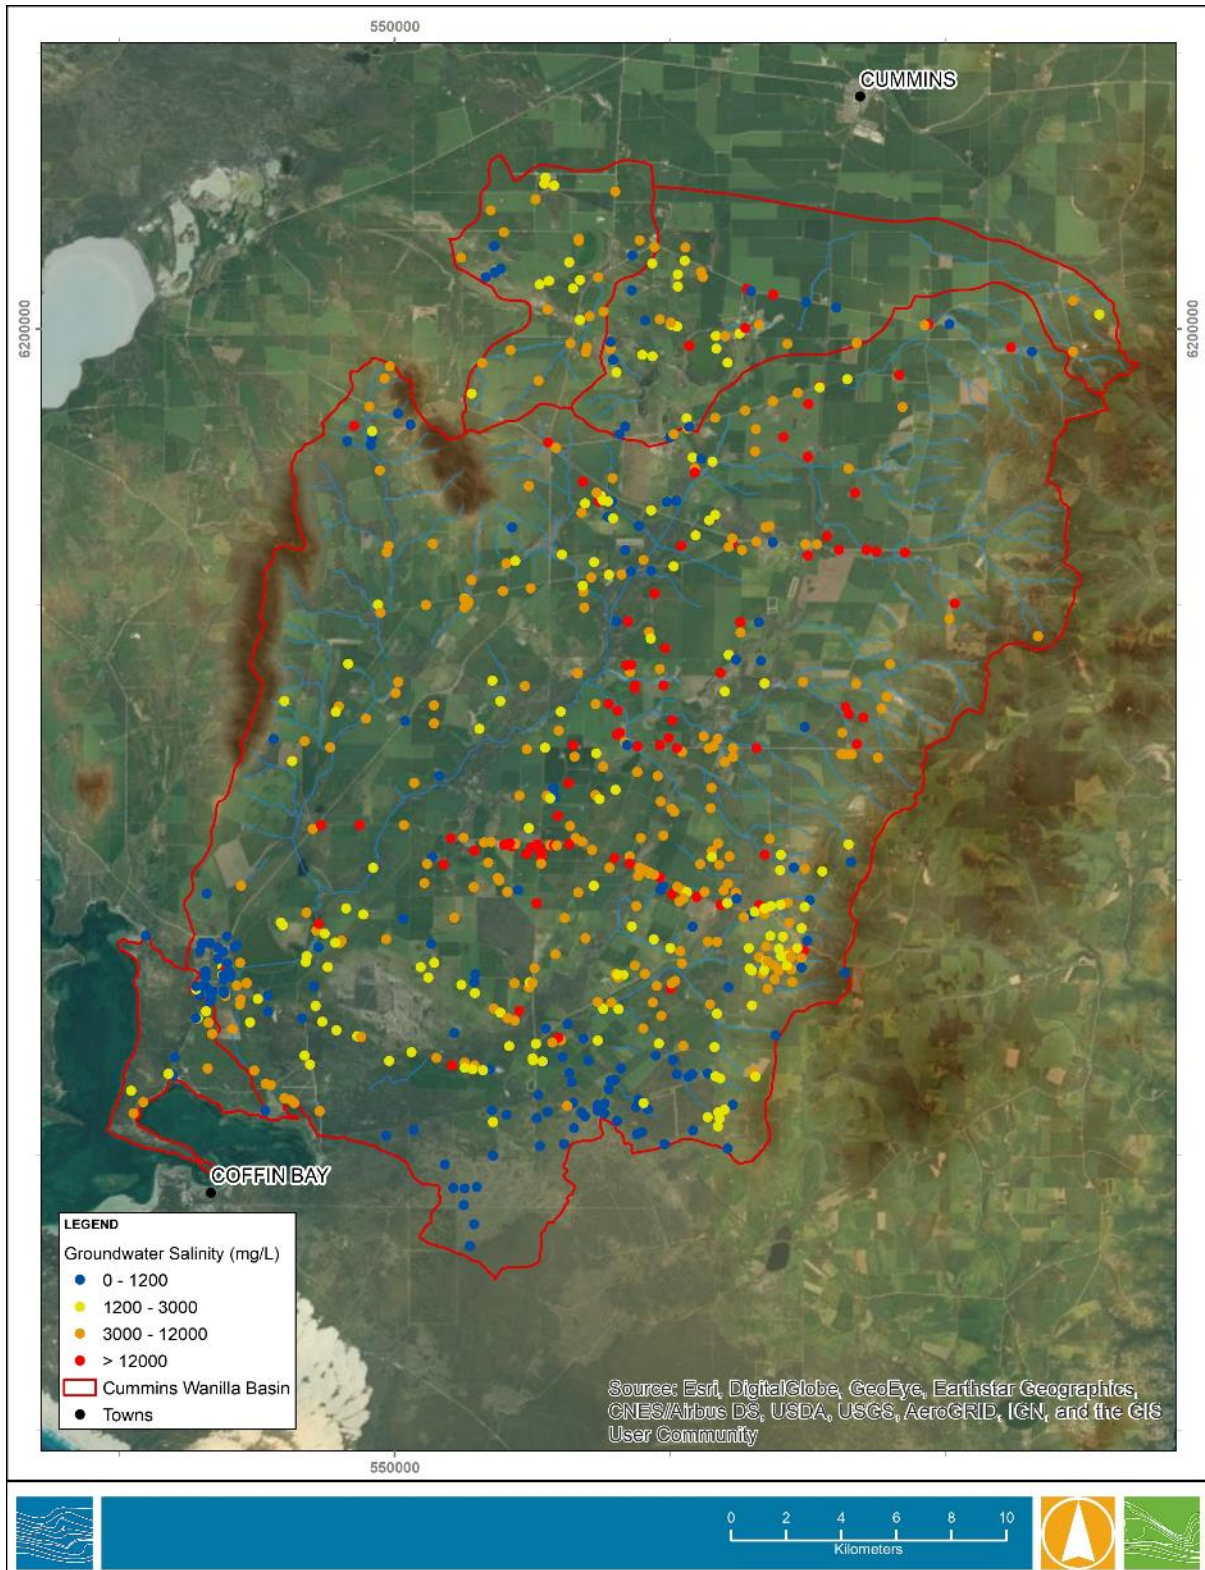 550000
CUMMINS
6200000
6200000
COFFIN BAY
LEGEND
Groundwater Salinity (mg/L)
0 - 1200
1200 - 3000
3000 - 12000
> 12000
Cummins Wanilla Basin
Towns
Source: Esri, DigitalGlobe, GeoEye, Earthstar Geographics,
CNES/Airbus DS, USDA, USGS, AeroGRID, IGN, and the GIS
User Community
550000
0 2 4 6 8 10
Kilometers